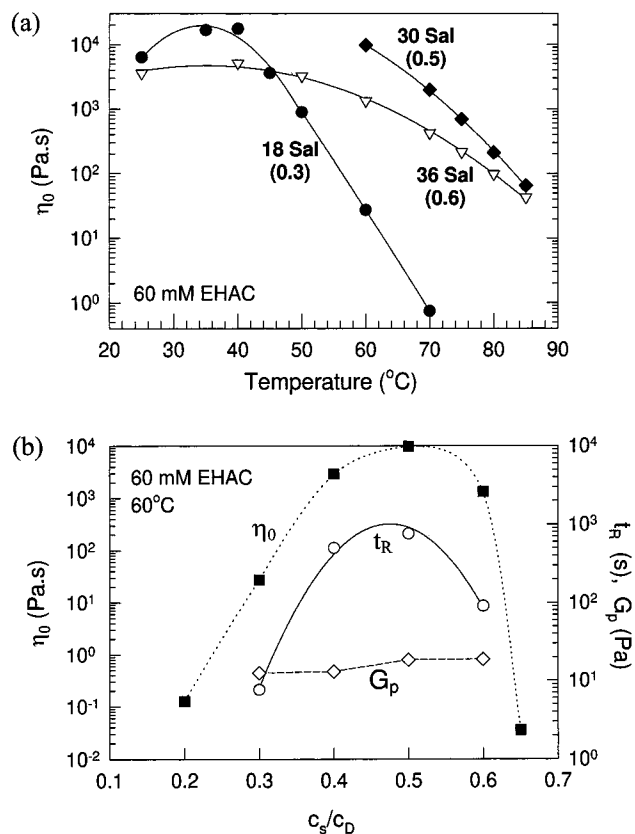 (a)
10⁴
10³
10²
10¹
10⁰
η₀ (Pa.s)
30 Sal
(0.5)
18 Sal
(0.3)
36 Sal
(0.6)
60 mM EHAC
20 30 40 50 60 70 80 90
Temperature (°C)
(b)
10⁴
10³
10²
10¹
10⁰
10⁻¹
10⁻²
η₀ (Pa.s)
60 mM EHAC
60°C
η₀
t_R
G_p
10⁴
10³
10²
10¹
10⁰
t_R (s), G_p (Pa)
0.1 0.2 0.3 0.4 0.5 0.6 0.7
c_s/c_D